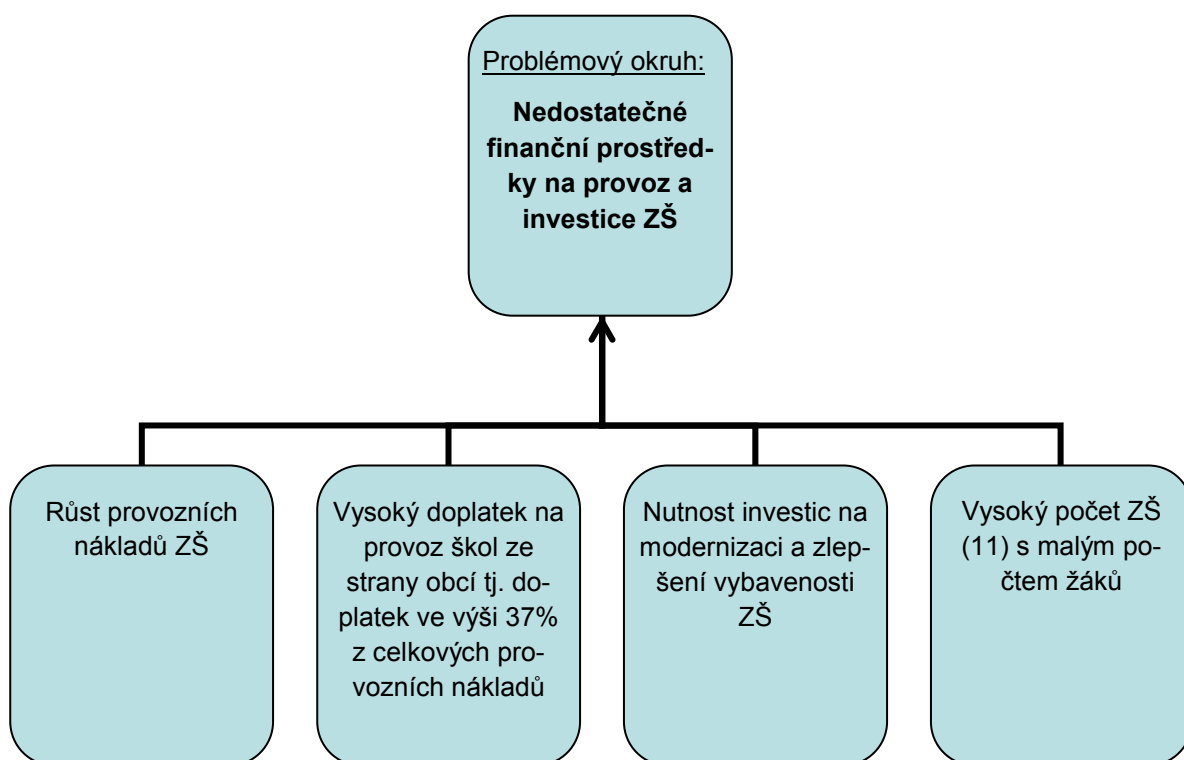 Problémový okruh:
Nedostatečné
finanční prostřed-
ky na provoz a
investice ZŠ
Růst provozních
nákladů ZŠ
Vysoký doplatek na
provoz škol ze
strany obcí tj. do-
platek ve výši 37%
z celkových pro-
vozních nákladů
Nutnost investic na
modernizaci a zlep-
šení vybavenosti
ZŠ
Vysoký počet ZŠ
(11) s malým po-
čtem žáků